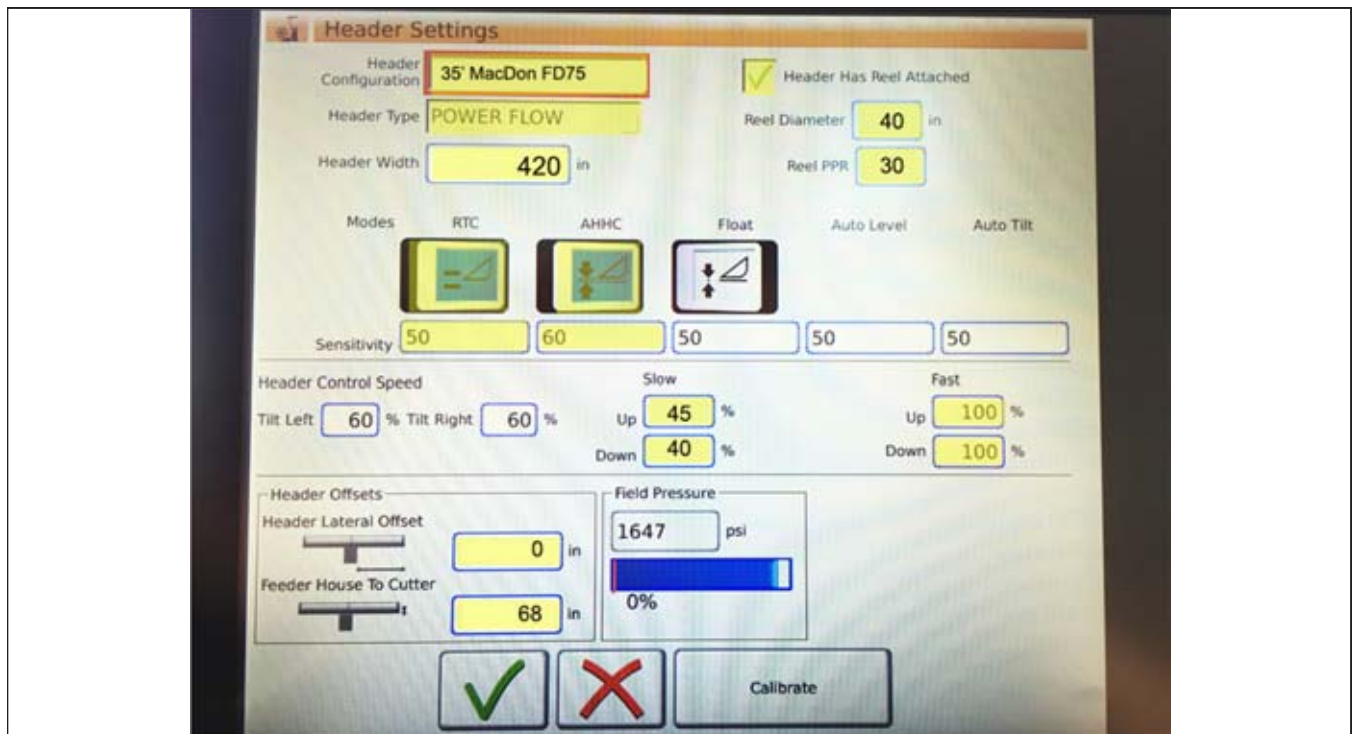 Header Settings
Header
Configuration
35' MacDon FD75
Header Has Reel Attached
Header Type
POWER FLOW
Reel Diameter 40 in
Header Width 420 in
Reel PPR 30
Modes RTC AHHC Float Auto Level Auto Tilt
Sensitivity 50 60 50 50 50
Header Control Speed Slow Fast
Tilt Left 60 % Tilt Right 60 % Up 45 % Up 100 %
Down 40 % Down 100 %
Header Offsets
Header Lateral Offset
0 in
Feeder House To Cutter
68 in
Field Pressure
1647 psi
0%
Calibrate